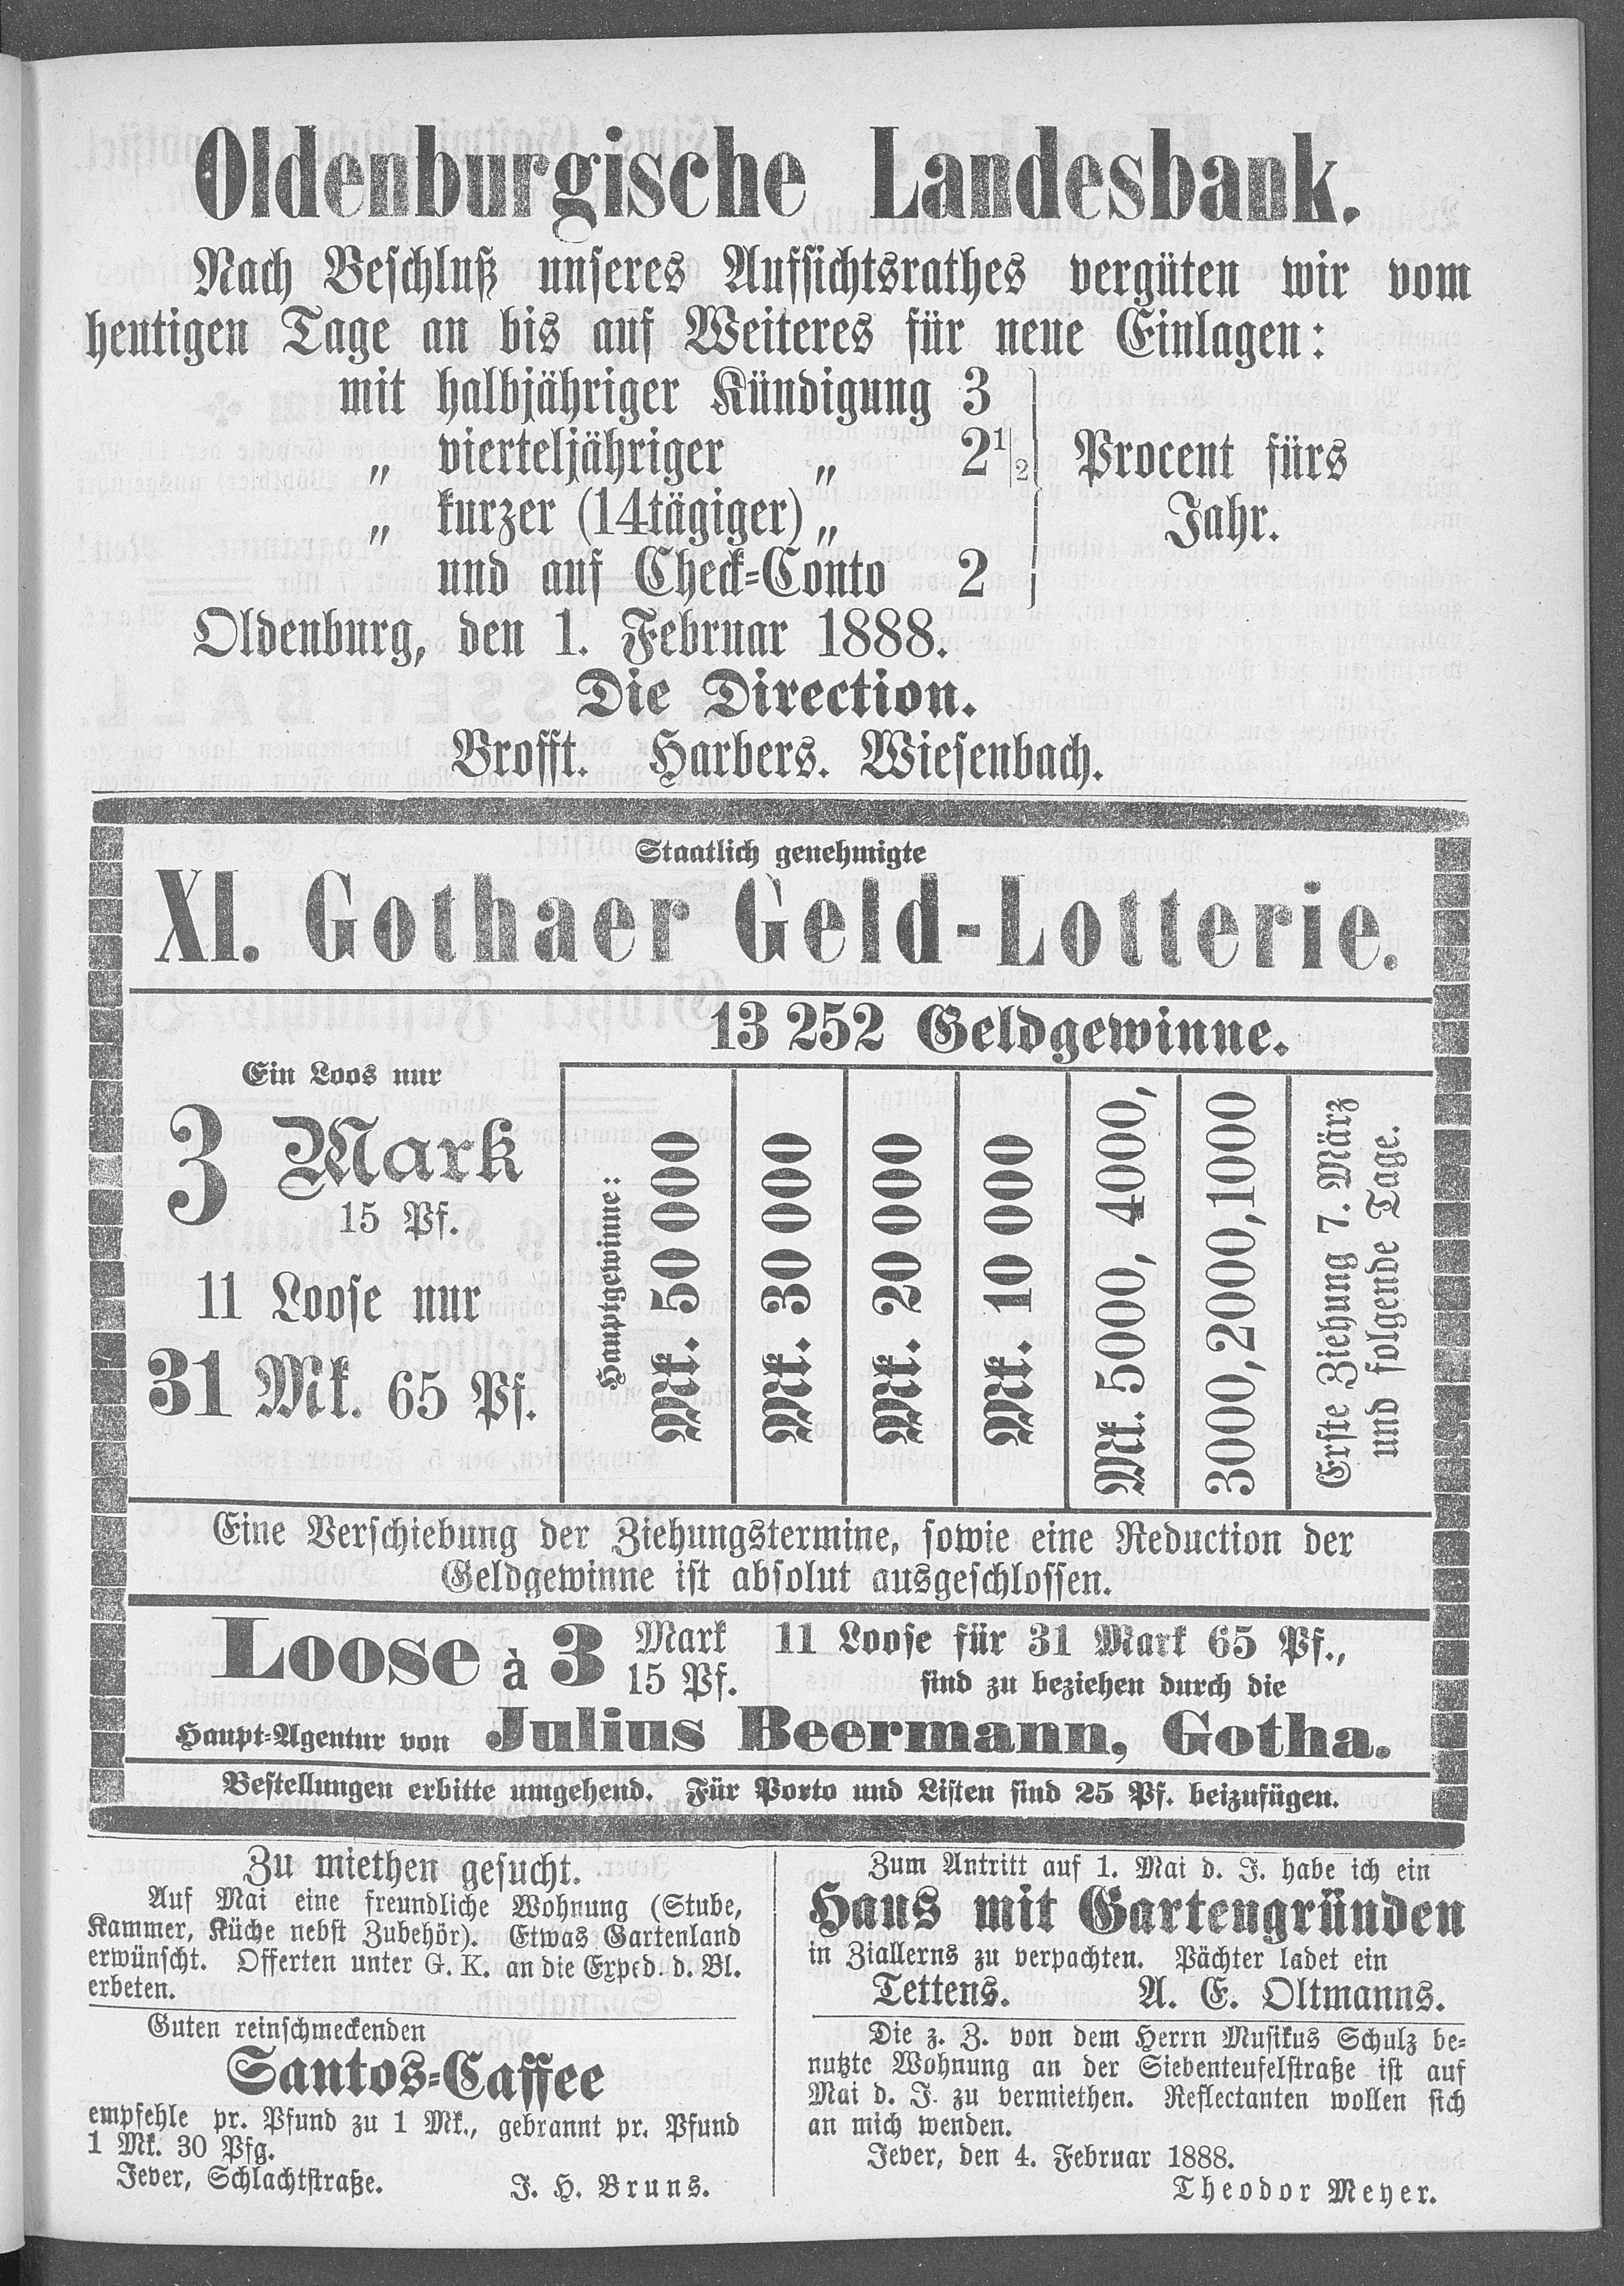 Oldenburgische Landesbank.
Nach Beschluß unseres Aufsichtsrathes vergüten wir vom
heutigen Tage an bis auf Weiteres für neue Einlagen:
mit halbjähriger Kündigung 3
„ vierteljähriger „ 2 1/2
„ kurzer (14tägiger) „
und auf Check-Conto 2
Procent fürs
Jahr.
Oldenburg, den 1. Februar 1888.
Die Direction.
Brofft. Harbers. Wiesenbach.
Staatlich genehmigte
XI. Gothaer Geld-Lotterie.
13 252 Geldgewinne.
Ein Loos nur
3 Mark
15 Pf.
11 Loose nur
31 Mk. 65 Pf.
Hauptgewinne:
Mk. 50 000
Mk. 30 000
Mk. 20 000
Mk. 10 000
Mk. 5000, 4000,
3000, 2000, 1000
Erste Ziehung 7. März
und folgende Tage.
Eine Verschiebung der Ziehungstermine, sowie eine Reduction der
Geldgewinne ist absolut ausgeschlossen.
Loose à 3 Mark 15 Pf. 11 Loose für 31 Mark 65 Pf.,
sind zu beziehen durch die
Haupt-Agentur von Julius Beermann, Gotha.
Bestellungen erbitte umgehend. Für Porto und Listen sind 25 Pf. beizufügen.
Zu miethen gesucht.
Auf Mai eine freundliche Wohnung (Stube,
Kammer, Küche nebst Zubehör). Etwas Gartenland
erwünscht. Offerten unter G. K. an die Exped. d. Bl.
erbeten.
Guten reinschmeckenden
Santos-Caffee
empfehle pr. Pfund zu 1 Mk., gebrannt pr. Pfund
1 Mk. 30 Pfg.
Jever, Schlachtstraße. J. H. Bruns.
Zum Antritt auf 1. Mai d. J. habe ich ein
Haus mit Gartengründen
in Ziallerns zu verpachten. Pächter ladet ein
Tettens. A. E. Oltmanns.
Die z. Z. von dem Herrn Musikus Schulz be-
nutzte Wohnung an der Siebenteufelstraße ist auf
Mai d. J. zu vermiethen. Reflectanten wollen sich
an mich wenden.
Jever, den 4. Februar 1888.
Theodor Meyer.